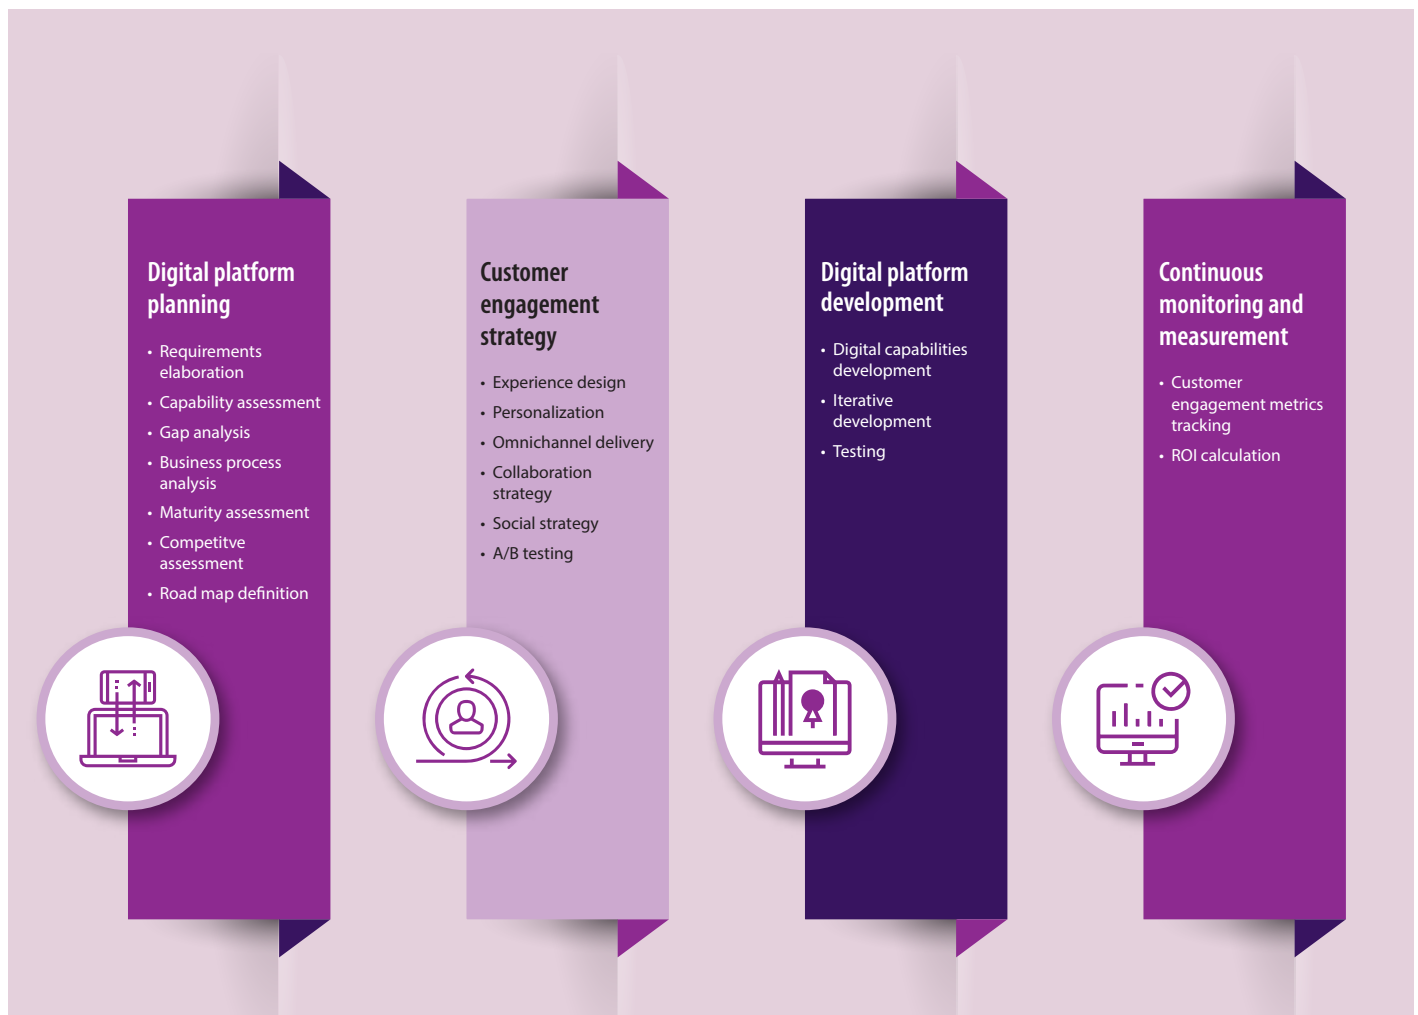 Digital platform
planning
• Requirements
elaboration
• Capability assessment
• Gap analysis
• Business process
analysis
• Maturity assessment
• Competitve
assessment
• Road map definition
Customer
engagement
strategy
• Experience design
• Personalization
• Omnichannel delivery
• Collaboration
strategy
• Social strategy
• A/B testing
Digital platform
development
• Digital capabilities
development
• Iterative
development
• Testing
Continuous
monitoring and
measurement
• Customer
engagement metrics
tracking
• ROI calculation